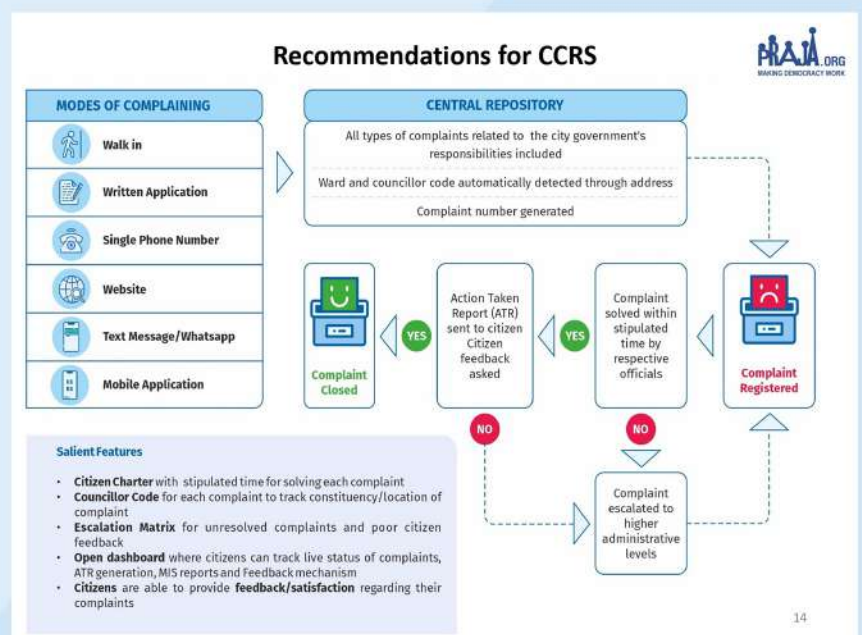 Recommendations for CCRS
PRAJA.ORG
MAKING DEMOCRACY WORK
MODES OF COMPLAINING
Walk in
Written Application
Single Phone Number
Website
Text Message/Whatsapp
Mobile Application
CENTRAL REPOSITORY
All types of complaints related to the city government's
responsibilities included
Ward and councillor code automatically detected through address
Complaint number generated
Complaint
Registered
Complaint
solved within
stipulated
time by
respective
officials
YES
NO
Action Taken
Report (ATR)
sent to citizen
Citizen
feedback
asked
YES
NO
Complaint
Closed
Complaint
escalated to
higher
administrative
levels
Salient Features
• Citizen Charter with stipulated time for solving each complaint
• Councillor Code for each complaint to track constituency/location of
complaint
• Escalation Matrix for unresolved complaints and poor citizen
feedback
• Open dashboard where citizens can track live status of complaints,
ATR generation, MIS reports and Feedback mechanism
• Citizens are able to provide feedback/satisfaction regarding their
complaints
14